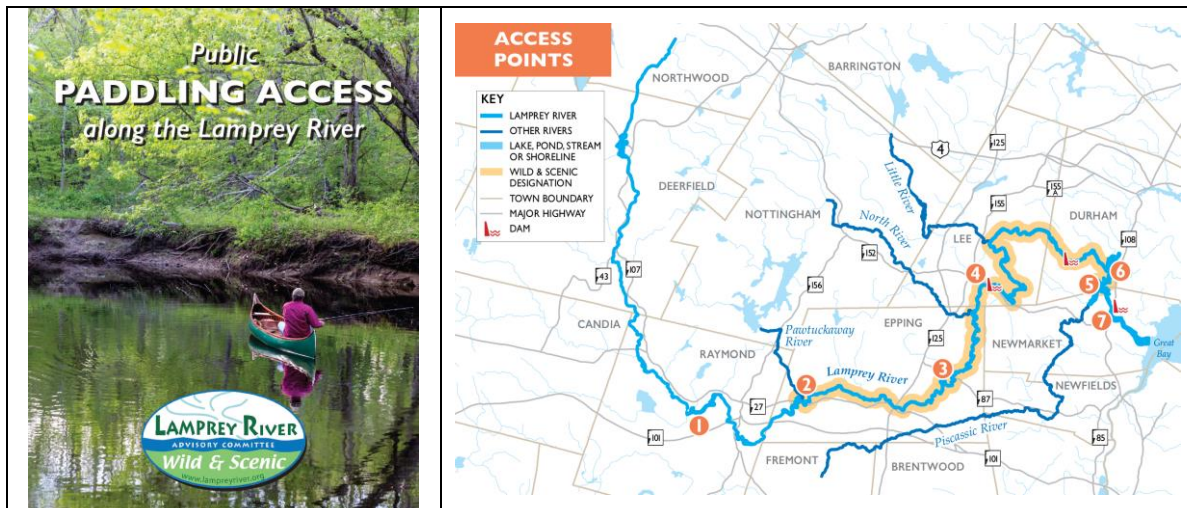 Public
PADDLING ACCESS
along the Lamprey River
LAMPREY RIVER
ADVISORY COMMITTEE
Wild & Scenic
www.lampreyriver.org
ACCESS
POINTS
KEY
LAMPREY RIVER
OTHER RIVERS
LAKE, POND, STREAM
OR SHORELINE
WILD & SCENIC
DESIGNATION
TOWN BOUNDARY
MAJOR HIGHWAY
DAM
NORTHWOOD
BARRINGTON
4
125
DEERFIELD
155
A
155
NOTTINGHAM
Little River
North River
DURHAM
LEE
108
152
43
107
4
6
5
156
7
CANDIA
EPPING
Pawtuckaway
River
125
NEWMARKET
Great
Bay
RAYMOND
Lamprey River
3
2
NEWFIELDS
87
27
1
101
Piscassic River
85
FREMONT
BRENTWOOD
101